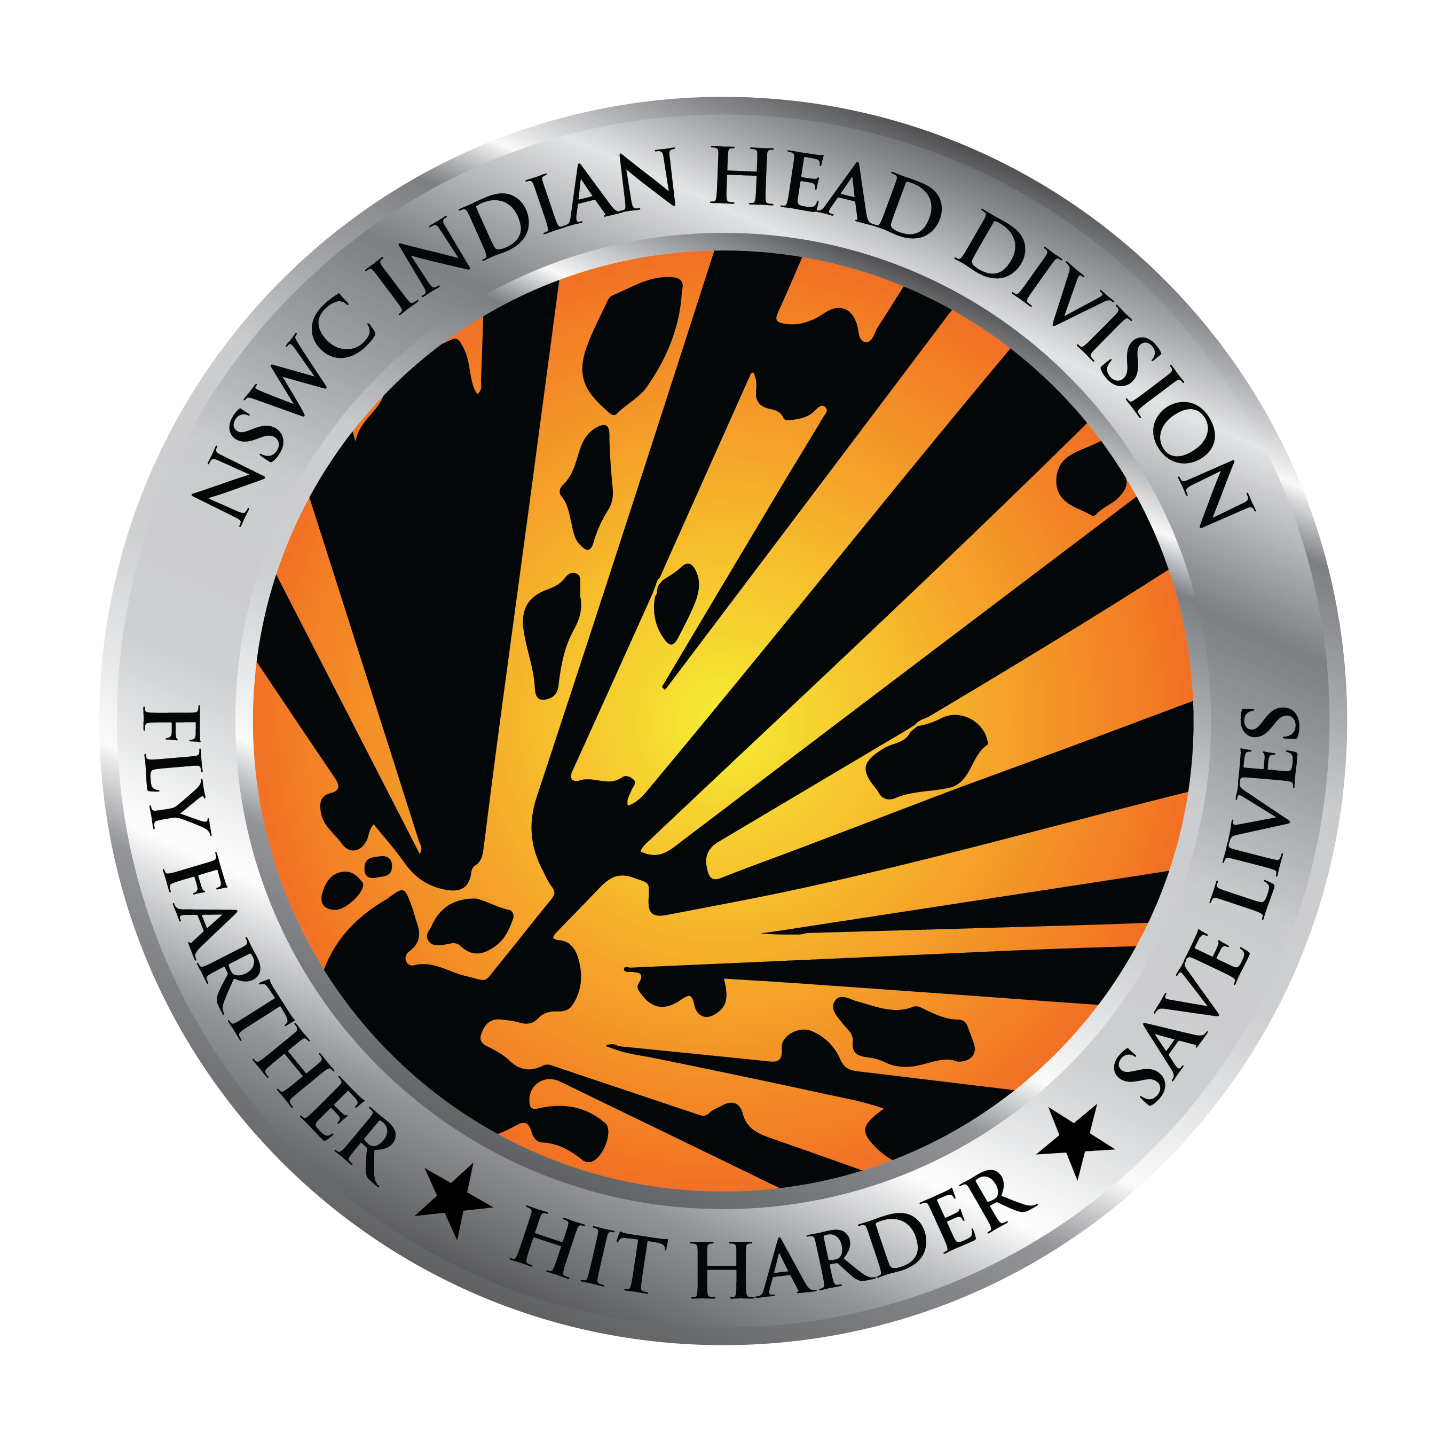 NSWC INDIAN HEAD DIVISION
FLY FARTHER ★ HIT HARDER ★ SAVE LIVES